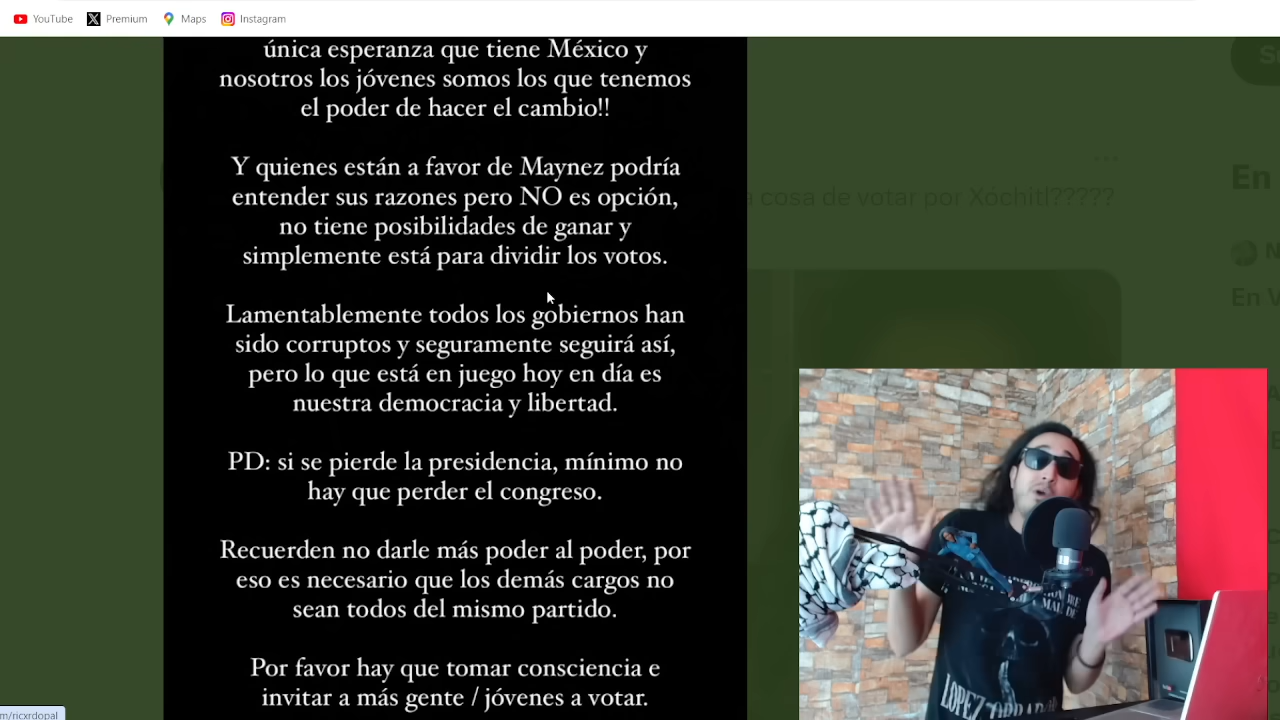 YouTube
Premium
Maps
Instagram
única esperanza que tiene México y
nosotros los jóvenes somos los que tenemos
el poder de hacer el cambio!!
Y quienes están a favor de Maynez podría
entender sus razones pero NO es opción,
no tiene posibilidades de ganar y
simplemente está para dividir los votos.
Lamentablemente todos los gobiernos han
sido corruptos y seguramente seguirá así,
pero lo que está en juego hoy en día es
nuestra democracia y libertad.
PD: si se pierde la presidencia, mínimo no
hay que perder el congreso.
Recuerden no darle más poder al poder, por
eso es necesario que los demás cargos no
sean todos del mismo partido.
Por favor hay que tomar consciencia e
invitar a más gente / jóvenes a votar.
cosa de votar por Xóchitl?????
En
En V
m/ricxrdopal